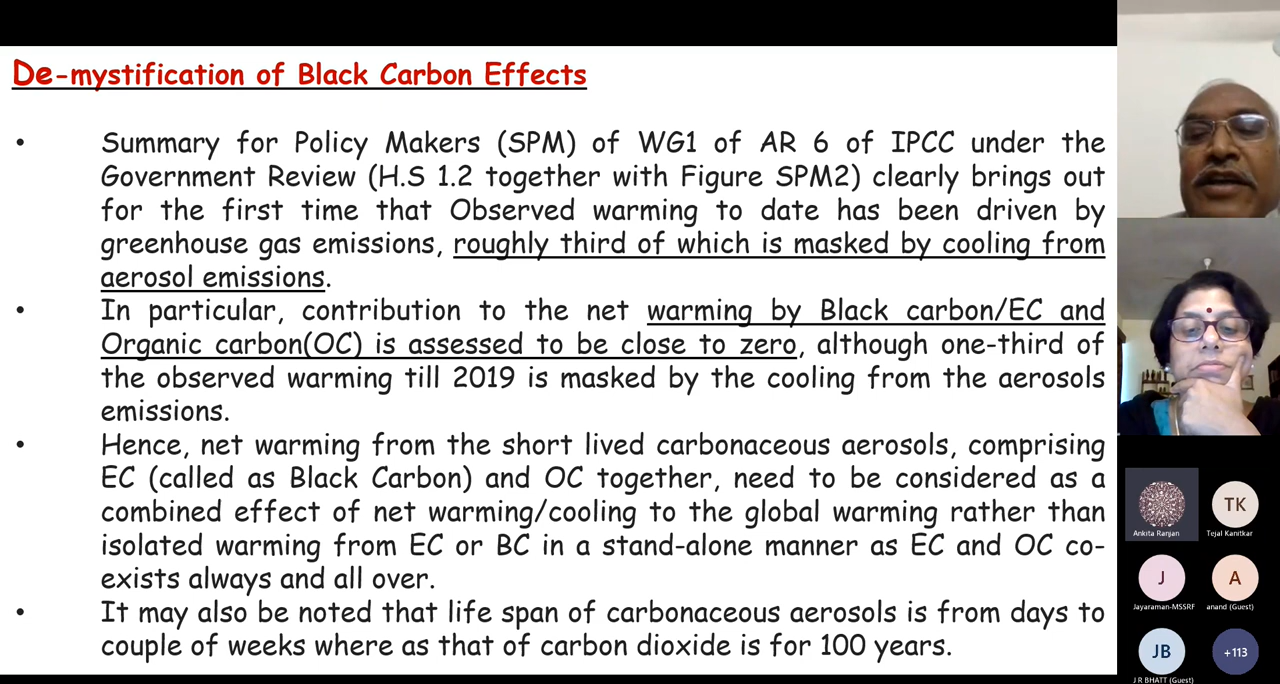 De-mystification of Black Carbon Effects
• Summary for Policy Makers (SPM) of WG1 of AR 6 of IPCC under the
Government Review (H.S 1.2 together with Figure SPM2) clearly brings out
for the first time that Observed warming to date has been driven by
greenhouse gas emissions, roughly third of which is masked by cooling from
aerosol emissions.
• In particular, contribution to the net warming by Black carbon/EC and
Organic carbon(OC) is assessed to be close to zero, although one-third of
the observed warming till 2019 is masked by the cooling from the aerosols
emissions.
• Hence, net warming from the short lived carbonaceous aerosols, comprising
EC (called as Black Carbon) and OC together, need to be considered as a
combined effect of net warming/cooling to the global warming rather than
isolated warming from EC or BC in a stand-alone manner as EC and OC co-
exists always and all over.
• It may also be noted that life span of carbonaceous aerosols is from days to
couple of weeks where as that of carbon dioxide is for 100 years.
TK
Ankita Ranjan
Tejal Kanitkar
J
A
Jayaraman-MSSRF
anand (Guest)
JB
+113
J R BHATT (Guest)